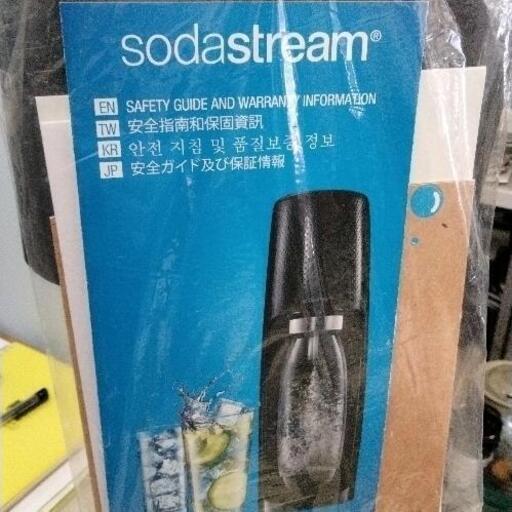 sodastream®
EN SAFETY GUIDE AND WARRANTY INFORMATION
TW 安全指南和保固資訊
KR 안전 지침 및 품질보증 정보
JP 安全ガイド及び保証情報